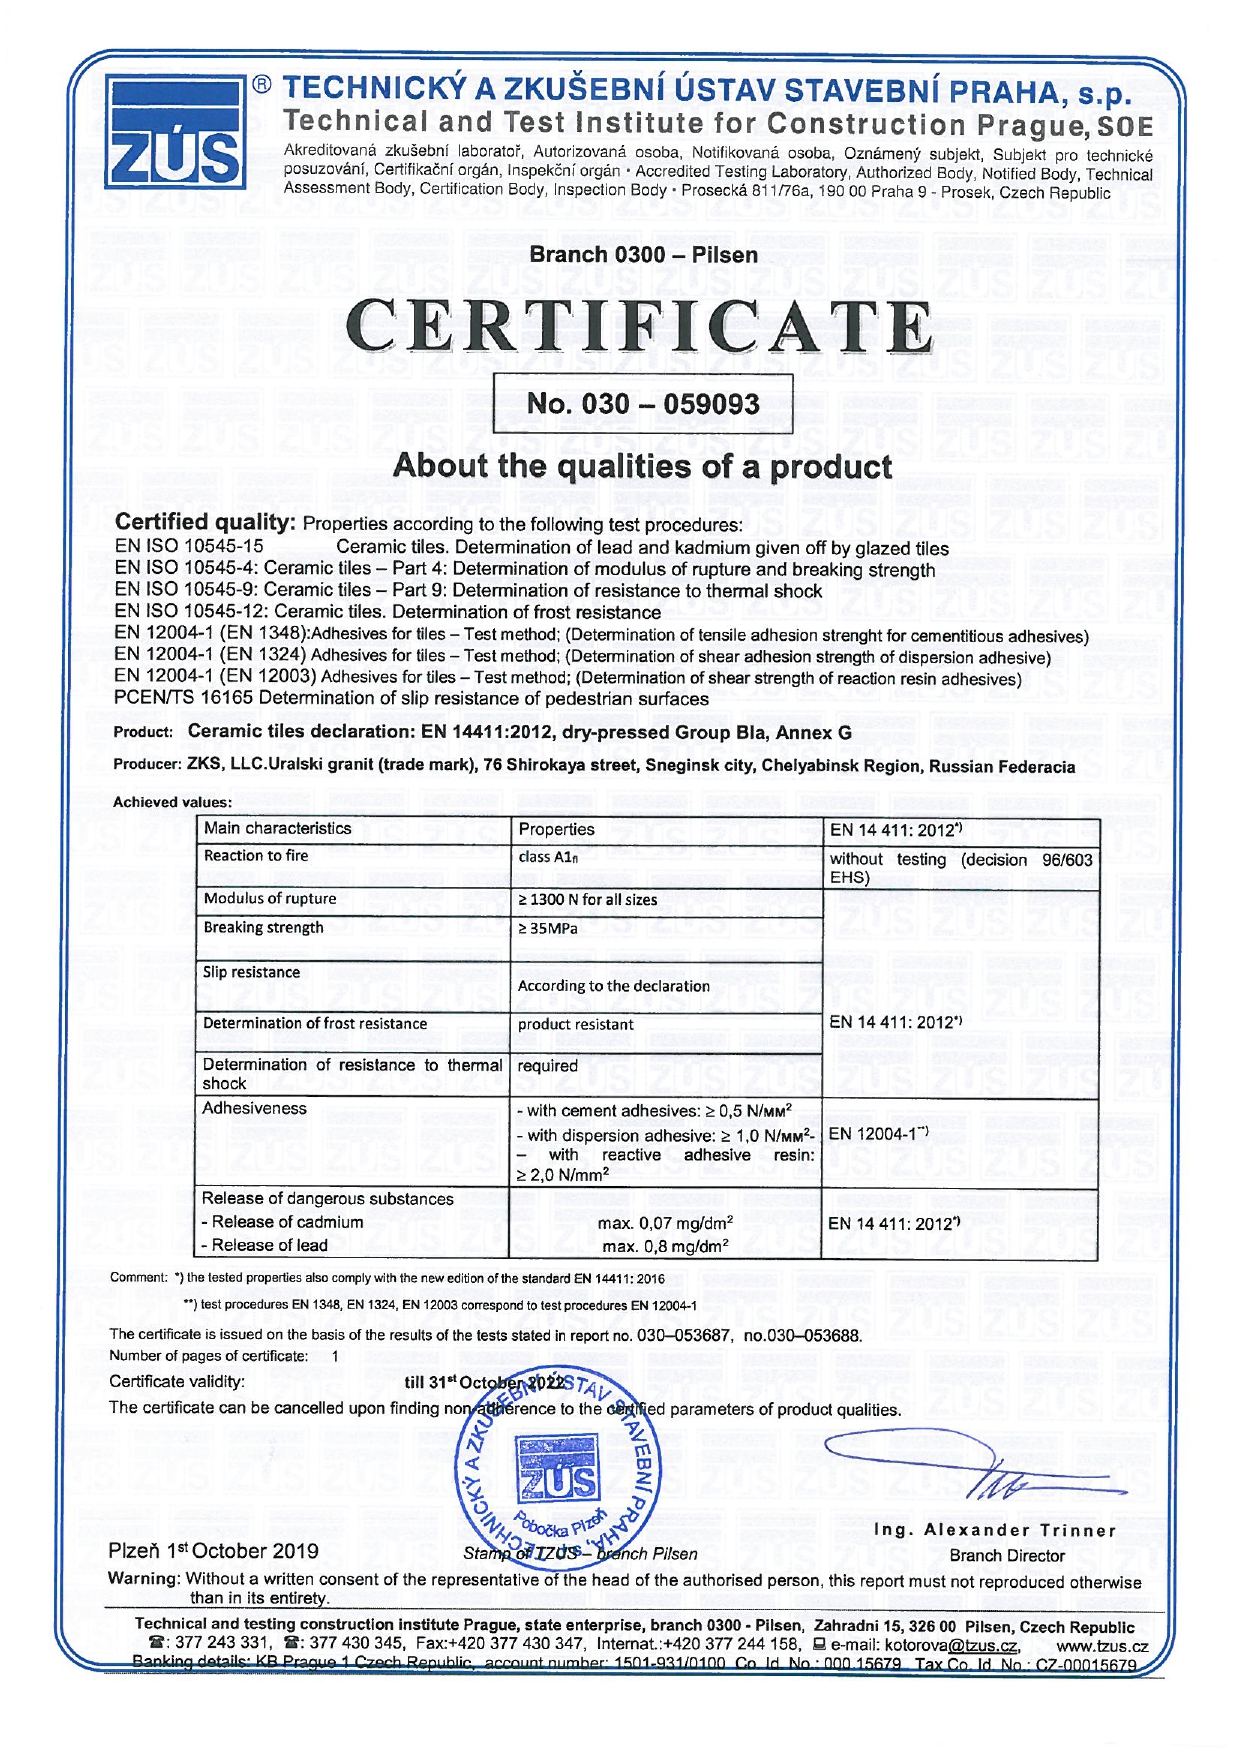 ZÚS ® TECHNICKÝ A ZKUŠEBNÍ ÚSTAV STAVEBNÍ PRAHA, s.p.
Technical and Test Institute for Construction Prague, SOE
Akreditovaná zkušební laboratoř, Autorizovaná osoba, Notifikovaná osoba, Oznámený subjekt, Subjekt pro technické
posuzování, Certifikační orgán, Inspekční orgán • Accredited Testing Laboratory, Authorized Body, Notified Body, Technical
Assessment Body, Certification Body, Inspection Body • Prosecká 811/76a, 190 00 Praha 9 - Prosek, Czech Republic
Branch 0300 – Pilsen
CERTIFICATE
No. 030 – 059093
About the qualities of a product
Certified quality: Properties according to the following test procedures:
EN ISO 10545-15 Ceramic tiles. Determination of lead and kadmium given off by glazed tiles
EN ISO 10545-4: Ceramic tiles – Part 4: Determination of modulus of rupture and breaking strength
EN ISO 10545-9: Ceramic tiles – Part 9: Determination of resistance to thermal shock
EN ISO 10545-12: Ceramic tiles. Determination of frost resistance
EN 12004-1 (EN 1348):Adhesives for tiles – Test method; (Determination of tensile adhesion strenght for cementitious adhesives)
EN 12004-1 (EN 1324) Adhesives for tiles – Test method; (Determination of shear adhesion strength of dispersion adhesive)
EN 12004-1 (EN 12003) Adhesives for tiles – Test method; (Determination of shear strength of reaction resin adhesives)
PCEN/TS 16165 Determination of slip resistance of pedestrian surfaces
Product: Ceramic tiles declaration: EN 14411:2012, dry-pressed Group BIa, Annex G
Producer: ZKS, LLC.Uralski granit (trade mark), 76 Shirokaya street, Sneginsk city, Chelyabinsk Region, Russian Federacia
Achieved values:
Main characteristics Properties EN 14 411: 2012*)
Reaction to fire class A1fl without testing (decision 96/603
EHS)
Modulus of rupture ≥ 1300 N for all sizes
Breaking strength ≥ 35MPa
Slip resistance
According to the declaration
Determination of frost resistance product resistant EN 14 411: 2012*)
Determination of resistance to thermal required
shock
Adhesiveness - with cement adhesives: ≥ 0,5 N/мм²
- with dispersion adhesive: ≥ 1,0 N/мм²- EN 12004-1**)
– with reactive adhesive resin:
≥ 2,0 N/mm²
Release of dangerous substances
- Release of cadmium max. 0,07 mg/dm² EN 14 411: 2012*)
- Release of lead max. 0,8 mg/dm²
Comment: *) the tested properties also comply with the new edition of the standard EN 14411: 2016
**) test procedures EN 1348, EN 1324, EN 12003 correspond to test procedures EN 12004-1
The certificate is issued on the basis of the results of the tests stated in report no. 030–053687, no.030–053688.
Number of pages of certificate: 1
Certificate validity: till 31st October 2022
The certificate can be cancelled upon finding non-adherence to the certified parameters of product qualities.
TECHNICKÝ A ZKUŠEBNÍ ÚSTAV STAVEBNÍ PRAHA, s.p.
ZÚS
Pobočka Plzeň
Ing. Alexander Trinner
Plzeň 1st October 2019 Stamp of TZUS – branch Pilsen Branch Director
Warning: Without a written consent of the representative of the head of the authorised person, this report must not reproduced otherwise
than in its entirety.
Technical and testing construction institute Prague, state enterprise, branch 0300 - Pilsen, Zahradni 15, 326 00 Pilsen, Czech Republic
☎: 377 243 331, ☎: 377 430 345, Fax:+420 377 430 347, Internat.:+420 377 244 158, 💻 e-mail: kotorova@tzus.cz, www.tzus.cz
Banking details: KB Prague 1 Czech Republic, account number: 1501-931/0100 Co. Id. No.: 000 15679 Tax Co. Id. No.: CZ-00015679